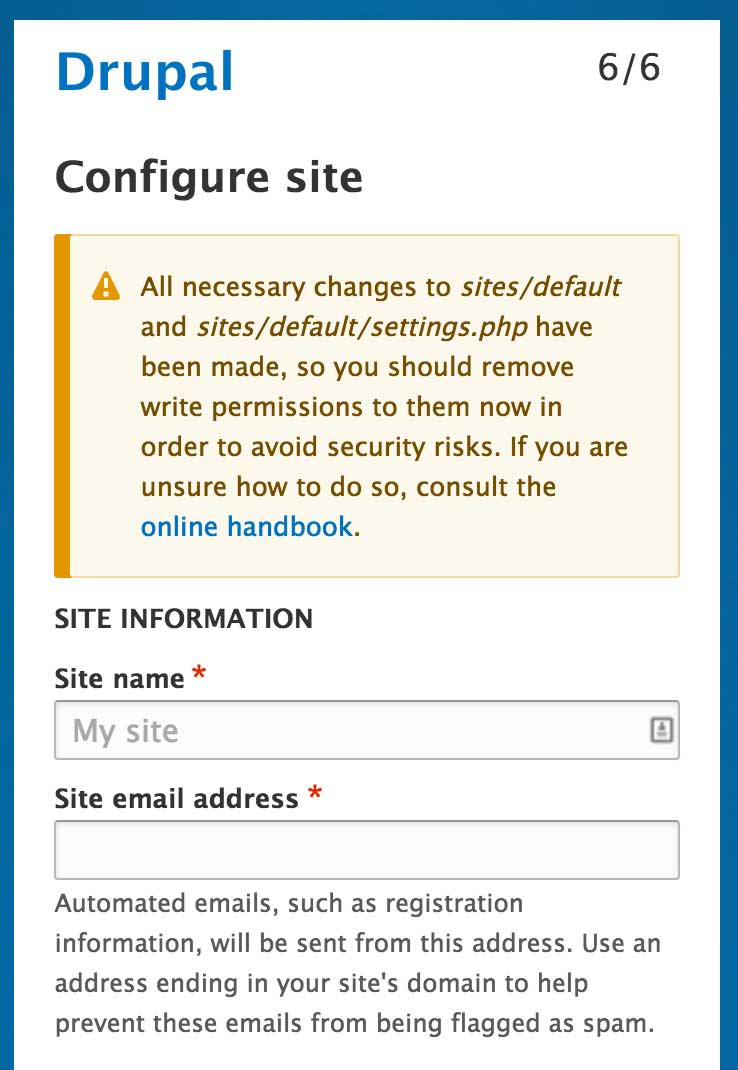 Drupal
6/6
Configure site
All necessary changes to sites/default
and sites/default/settings.php have
been made, so you should remove
write permissions to them now in
order to avoid security risks. If you are
unsure how to do so, consult the
online handbook.
SITE INFORMATION
Site name *
My site
Site email address *
Automated emails, such as registration
information, will be sent from this address. Use an
address ending in your site's domain to help
prevent these emails from being flagged as spam.